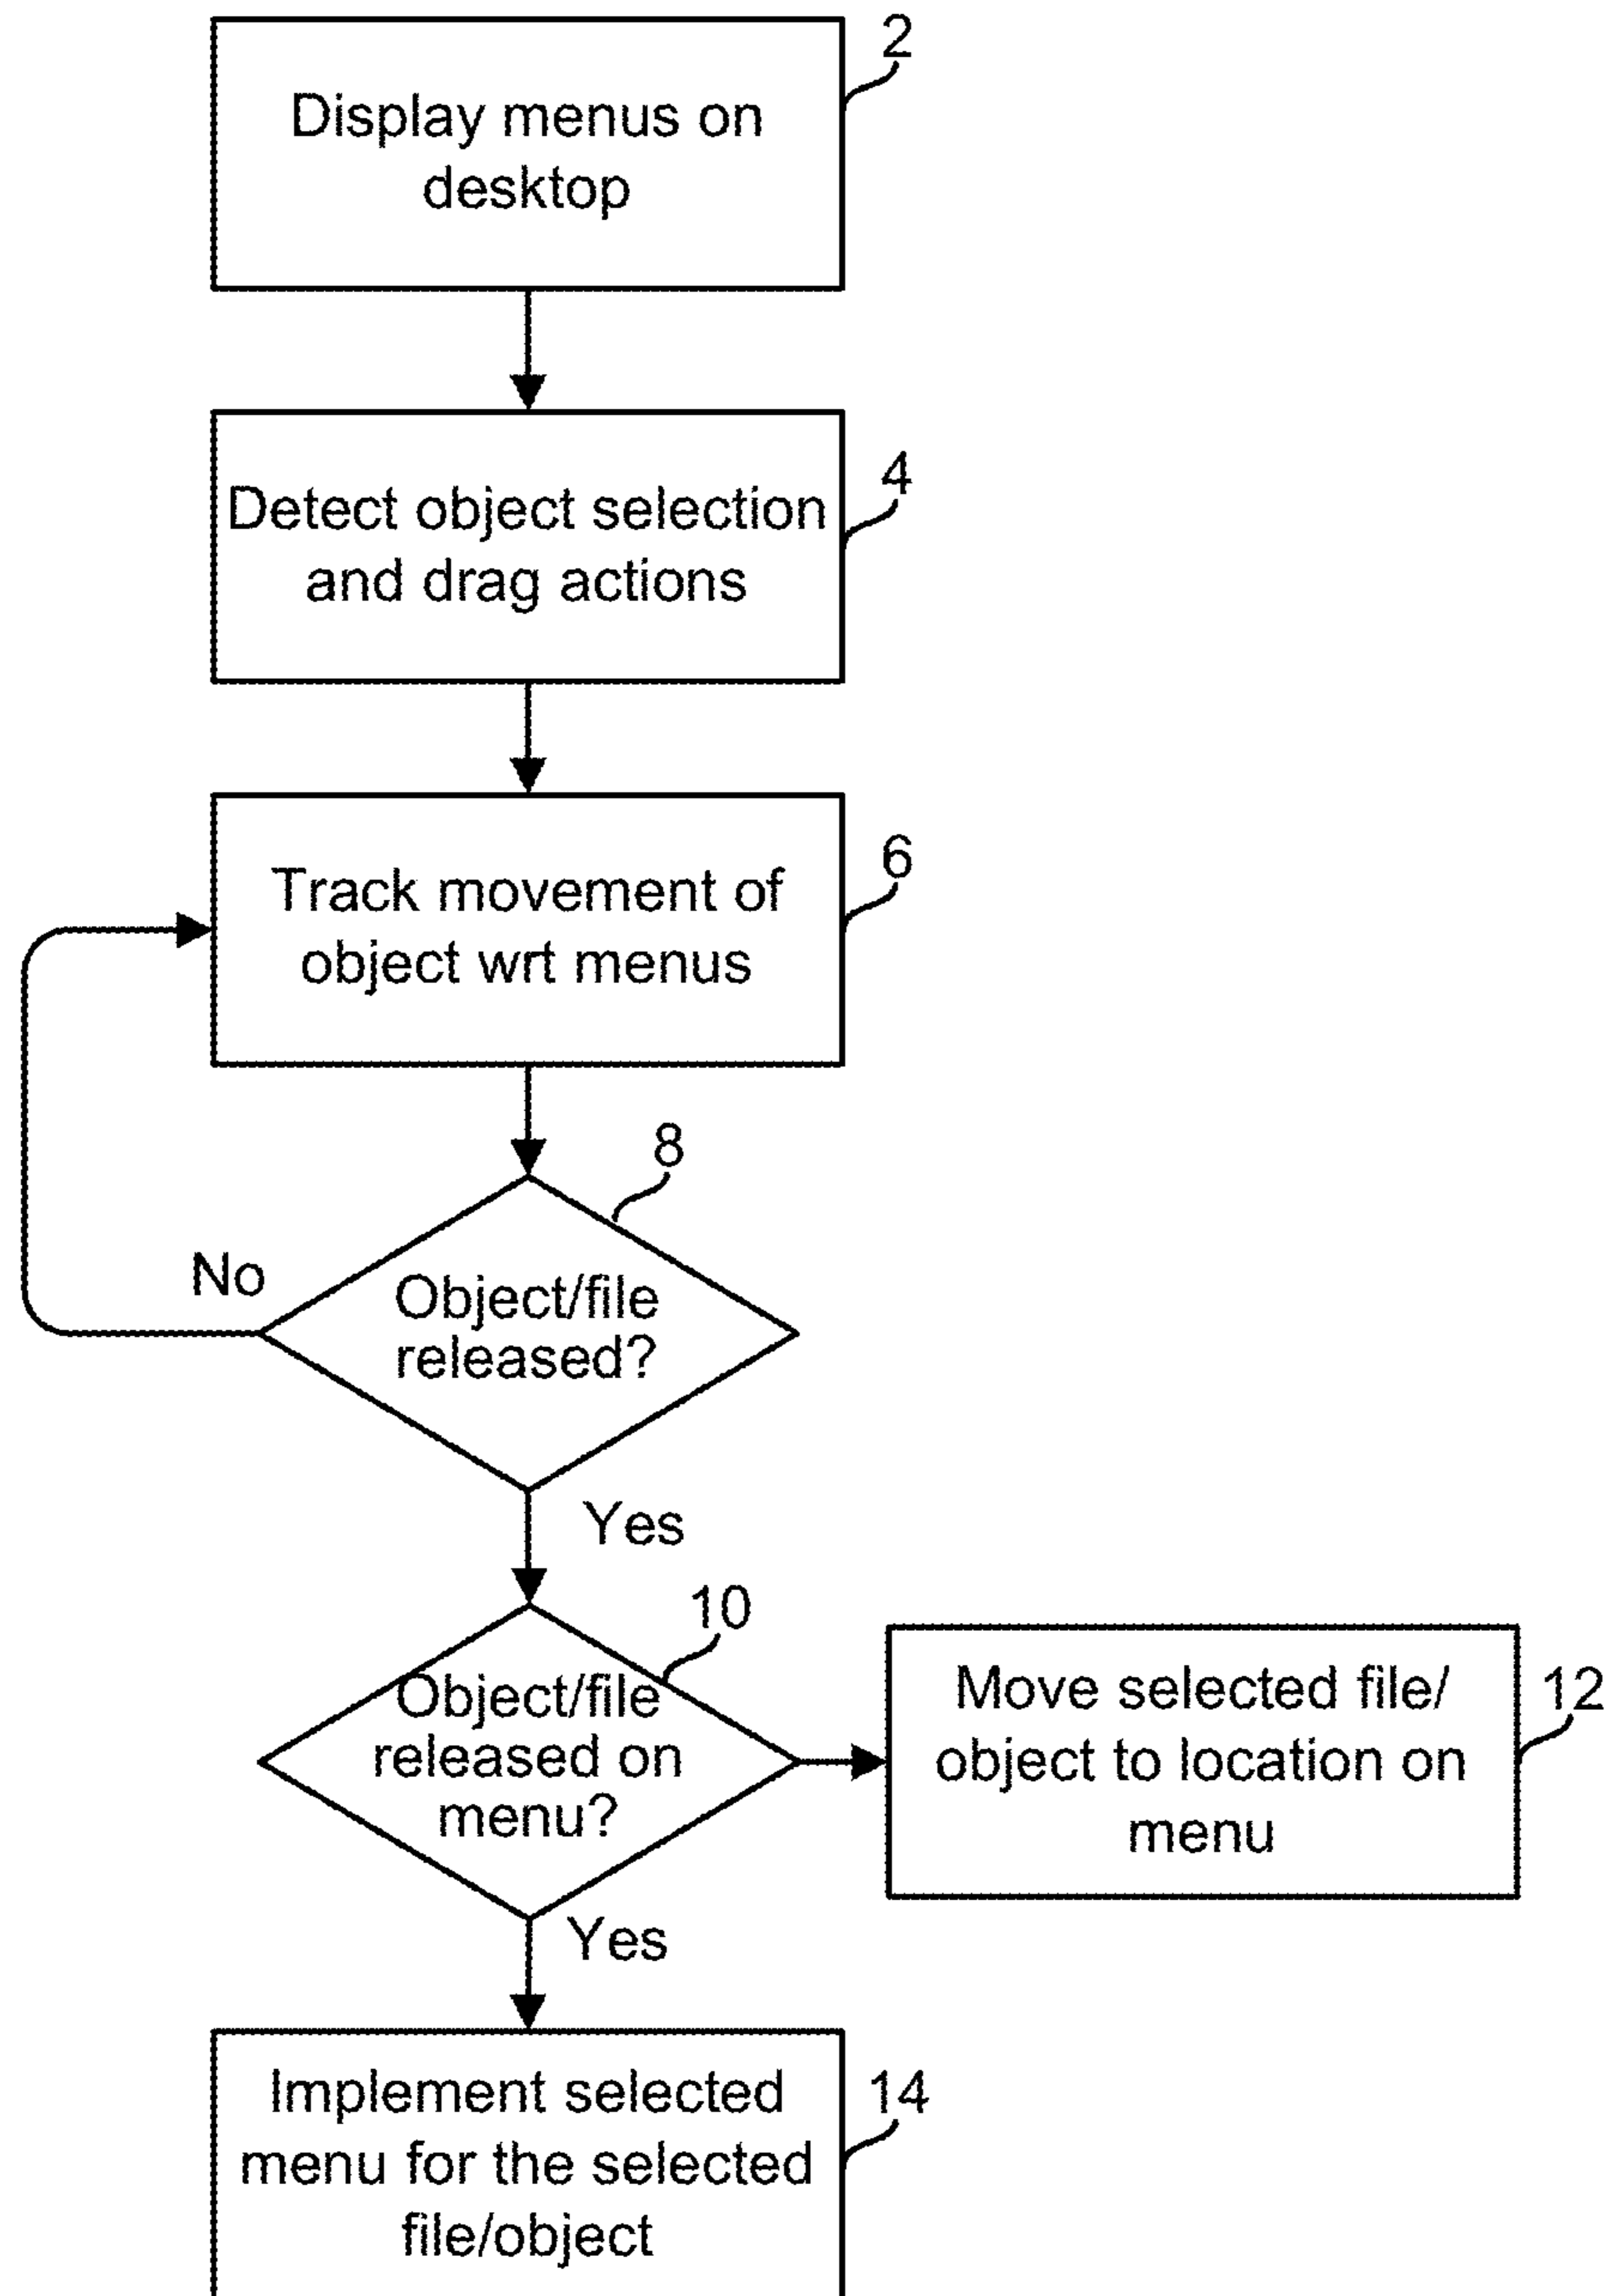 2
Display menus on
desktop
4
Detect object selection
and drag actions
6
Track movement of
object wrt menus
8
No
Object/file
released?
Yes
10
Object/file
released on
menu?
Move selected file/
object to location on
menu
12
Yes
Implement selected
menu for the selected
file/object
14